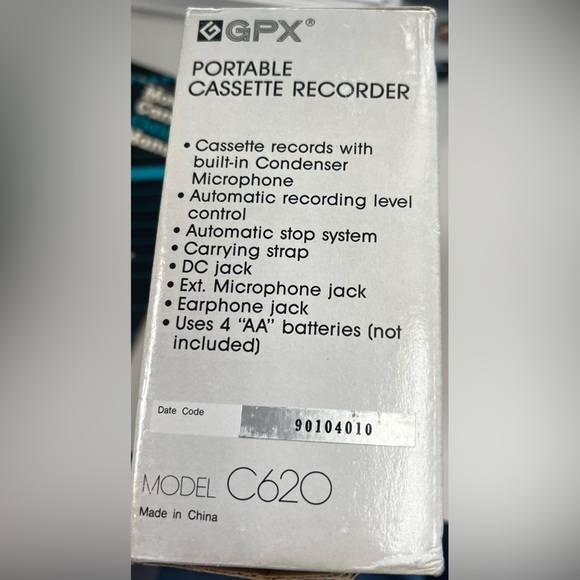 GPX®
PORTABLE
CASSETTE RECORDER
• Cassette records with
built-in Condenser
Microphone
• Automatic recording level
control
• Automatic stop system
• Carrying strap
• DC jack
• Ext. Microphone jack
• Earphone jack
• Uses 4 “AA” batteries (not
included)
Date Code
90104010
MODEL C620
Made in China